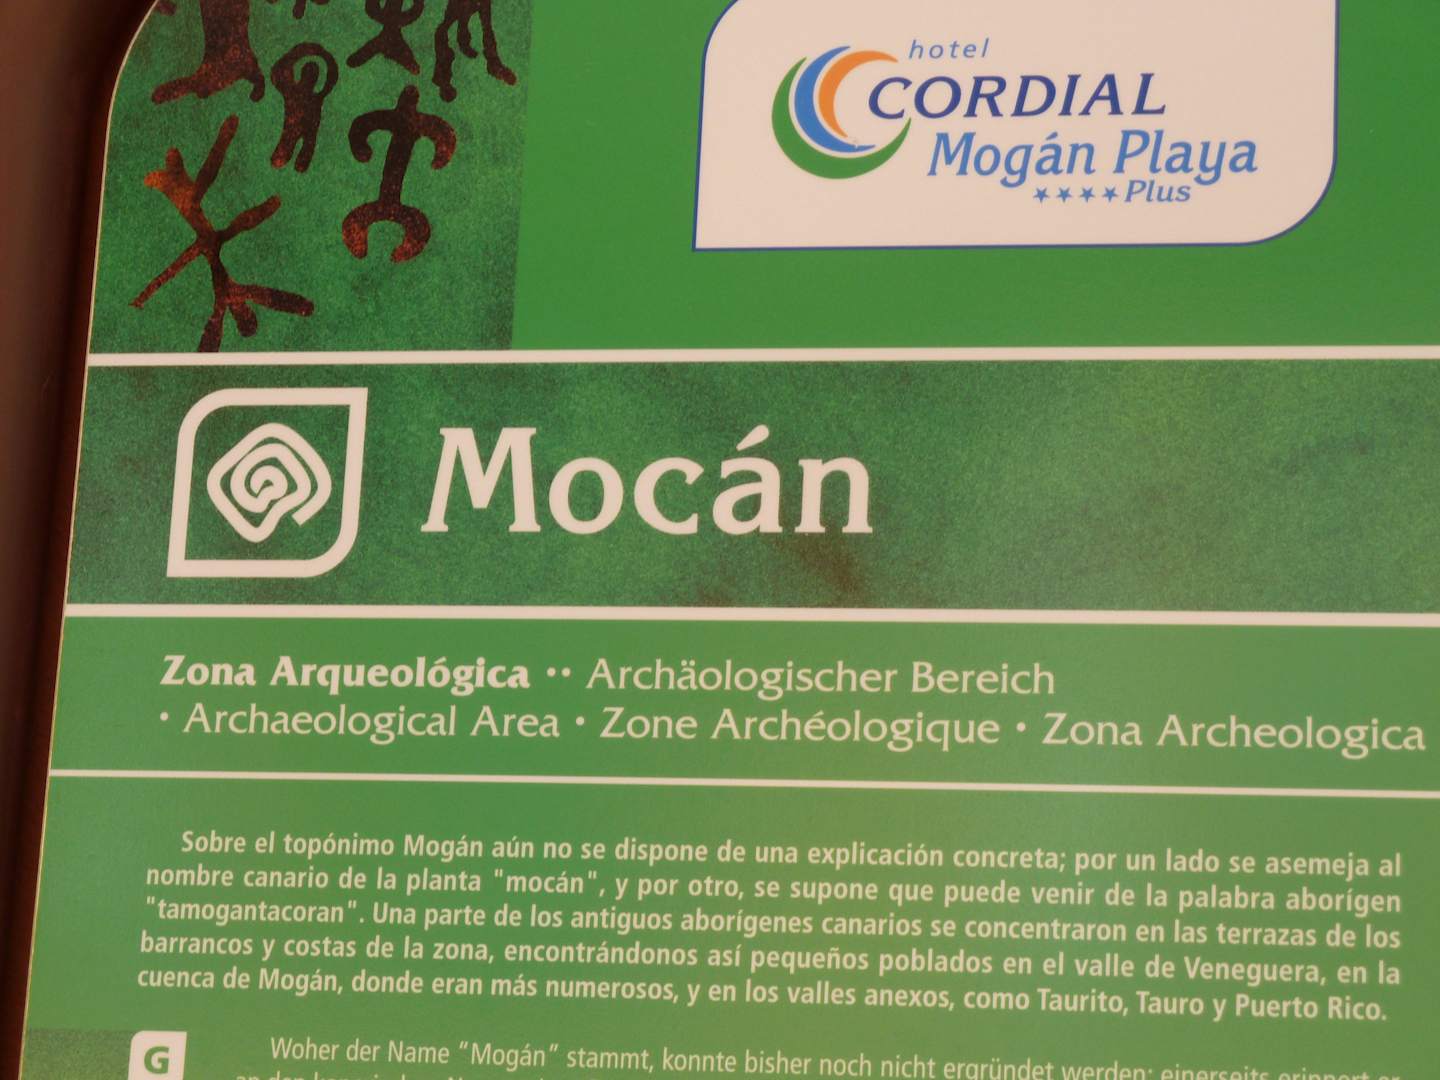 hotel
CORDIAL
Mogán Playa
★★★★ Plus
Mocán
Zona Arqueológica •• Archäologischer Bereich
• Archaeological Area • Zone Archéologique • Zona Archeologica
Sobre el topónimo Mogán aún no se dispone de una explicación concreta; por un lado se asemeja al
nombre canario de la planta "mocán", y por otro, se supone que puede venir de la palabra aborígen
"tamogantacoran". Una parte de los antiguos aborígenes canarios se concentraron en las terrazas de los
barrancos y costas de la zona, encontrándonos así pequeños poblados en el valle de Veneguera, en la
cuenca de Mogán, donde eran más numerosos, y en los valles anexos, como Taurito, Tauro y Puerto Rico.
G
Woher der Name "Mogán" stammt, konnte bisher noch nicht ergründet werden: einerseits erinnert